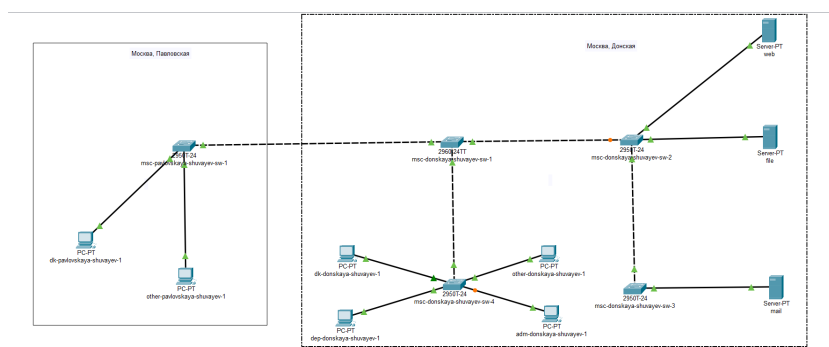 Москва, Павловская
Москва, Донская
Server-PT
web
2950T-24
msc-pavlovskaya-shuvayev-sw-1
2960-24TT
msc-donskaya-shuvayev-sw-1
2950T-24
msc-donskaya-shuvayev-sw-2
Server-PT
file
PC-PT
dk-pavlovskaya-shuvayev-1
PC-PT
other-pavlovskaya-shuvayev-1
PC-PT
dk-donskaya-shuvayev-1
PC-PT
other-donskaya-shuvayev-1
2950T-24
msc-donskaya-shuvayev-sw-4
2950T-24
msc-donskaya-shuvayev-sw-3
Server-PT
mail
PC-PT
dep-donskaya-shuvayev-1
PC-PT
adm-donskaya-shuvayev-1